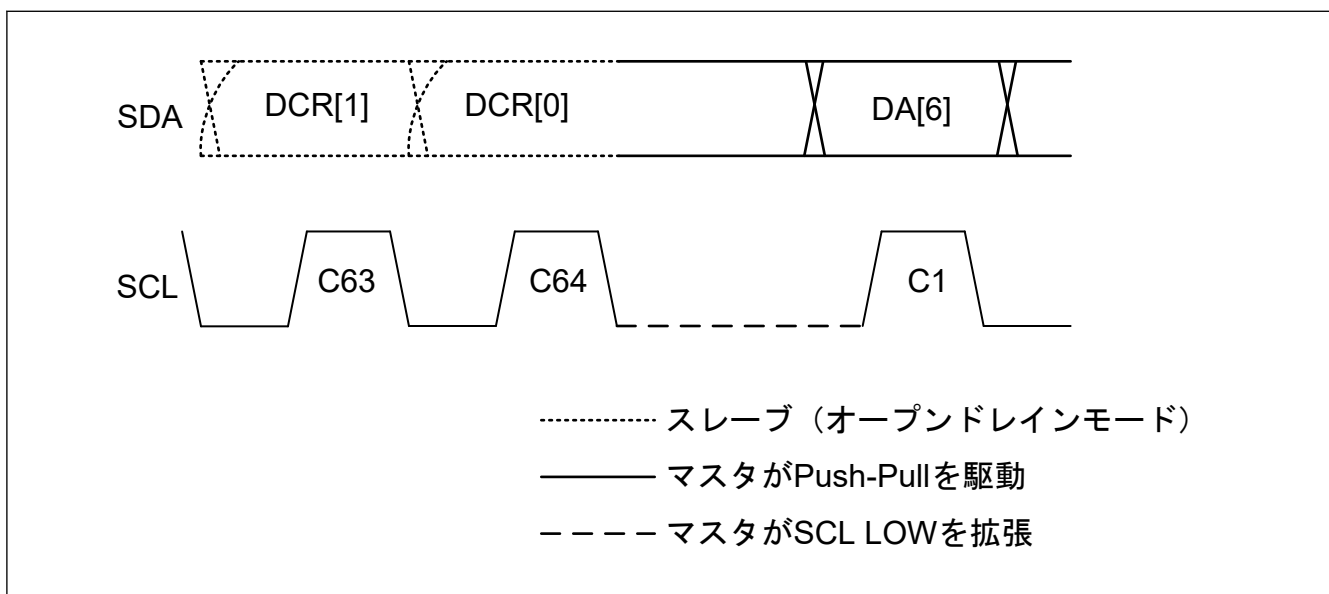 SDA DCR[1] DCR[0] DA[6]
SCL C63 C64 C1
スレーブ（オープンドレインモード）
マスタがPush-Pullを駆動
マスタがSCL LOWを拡張